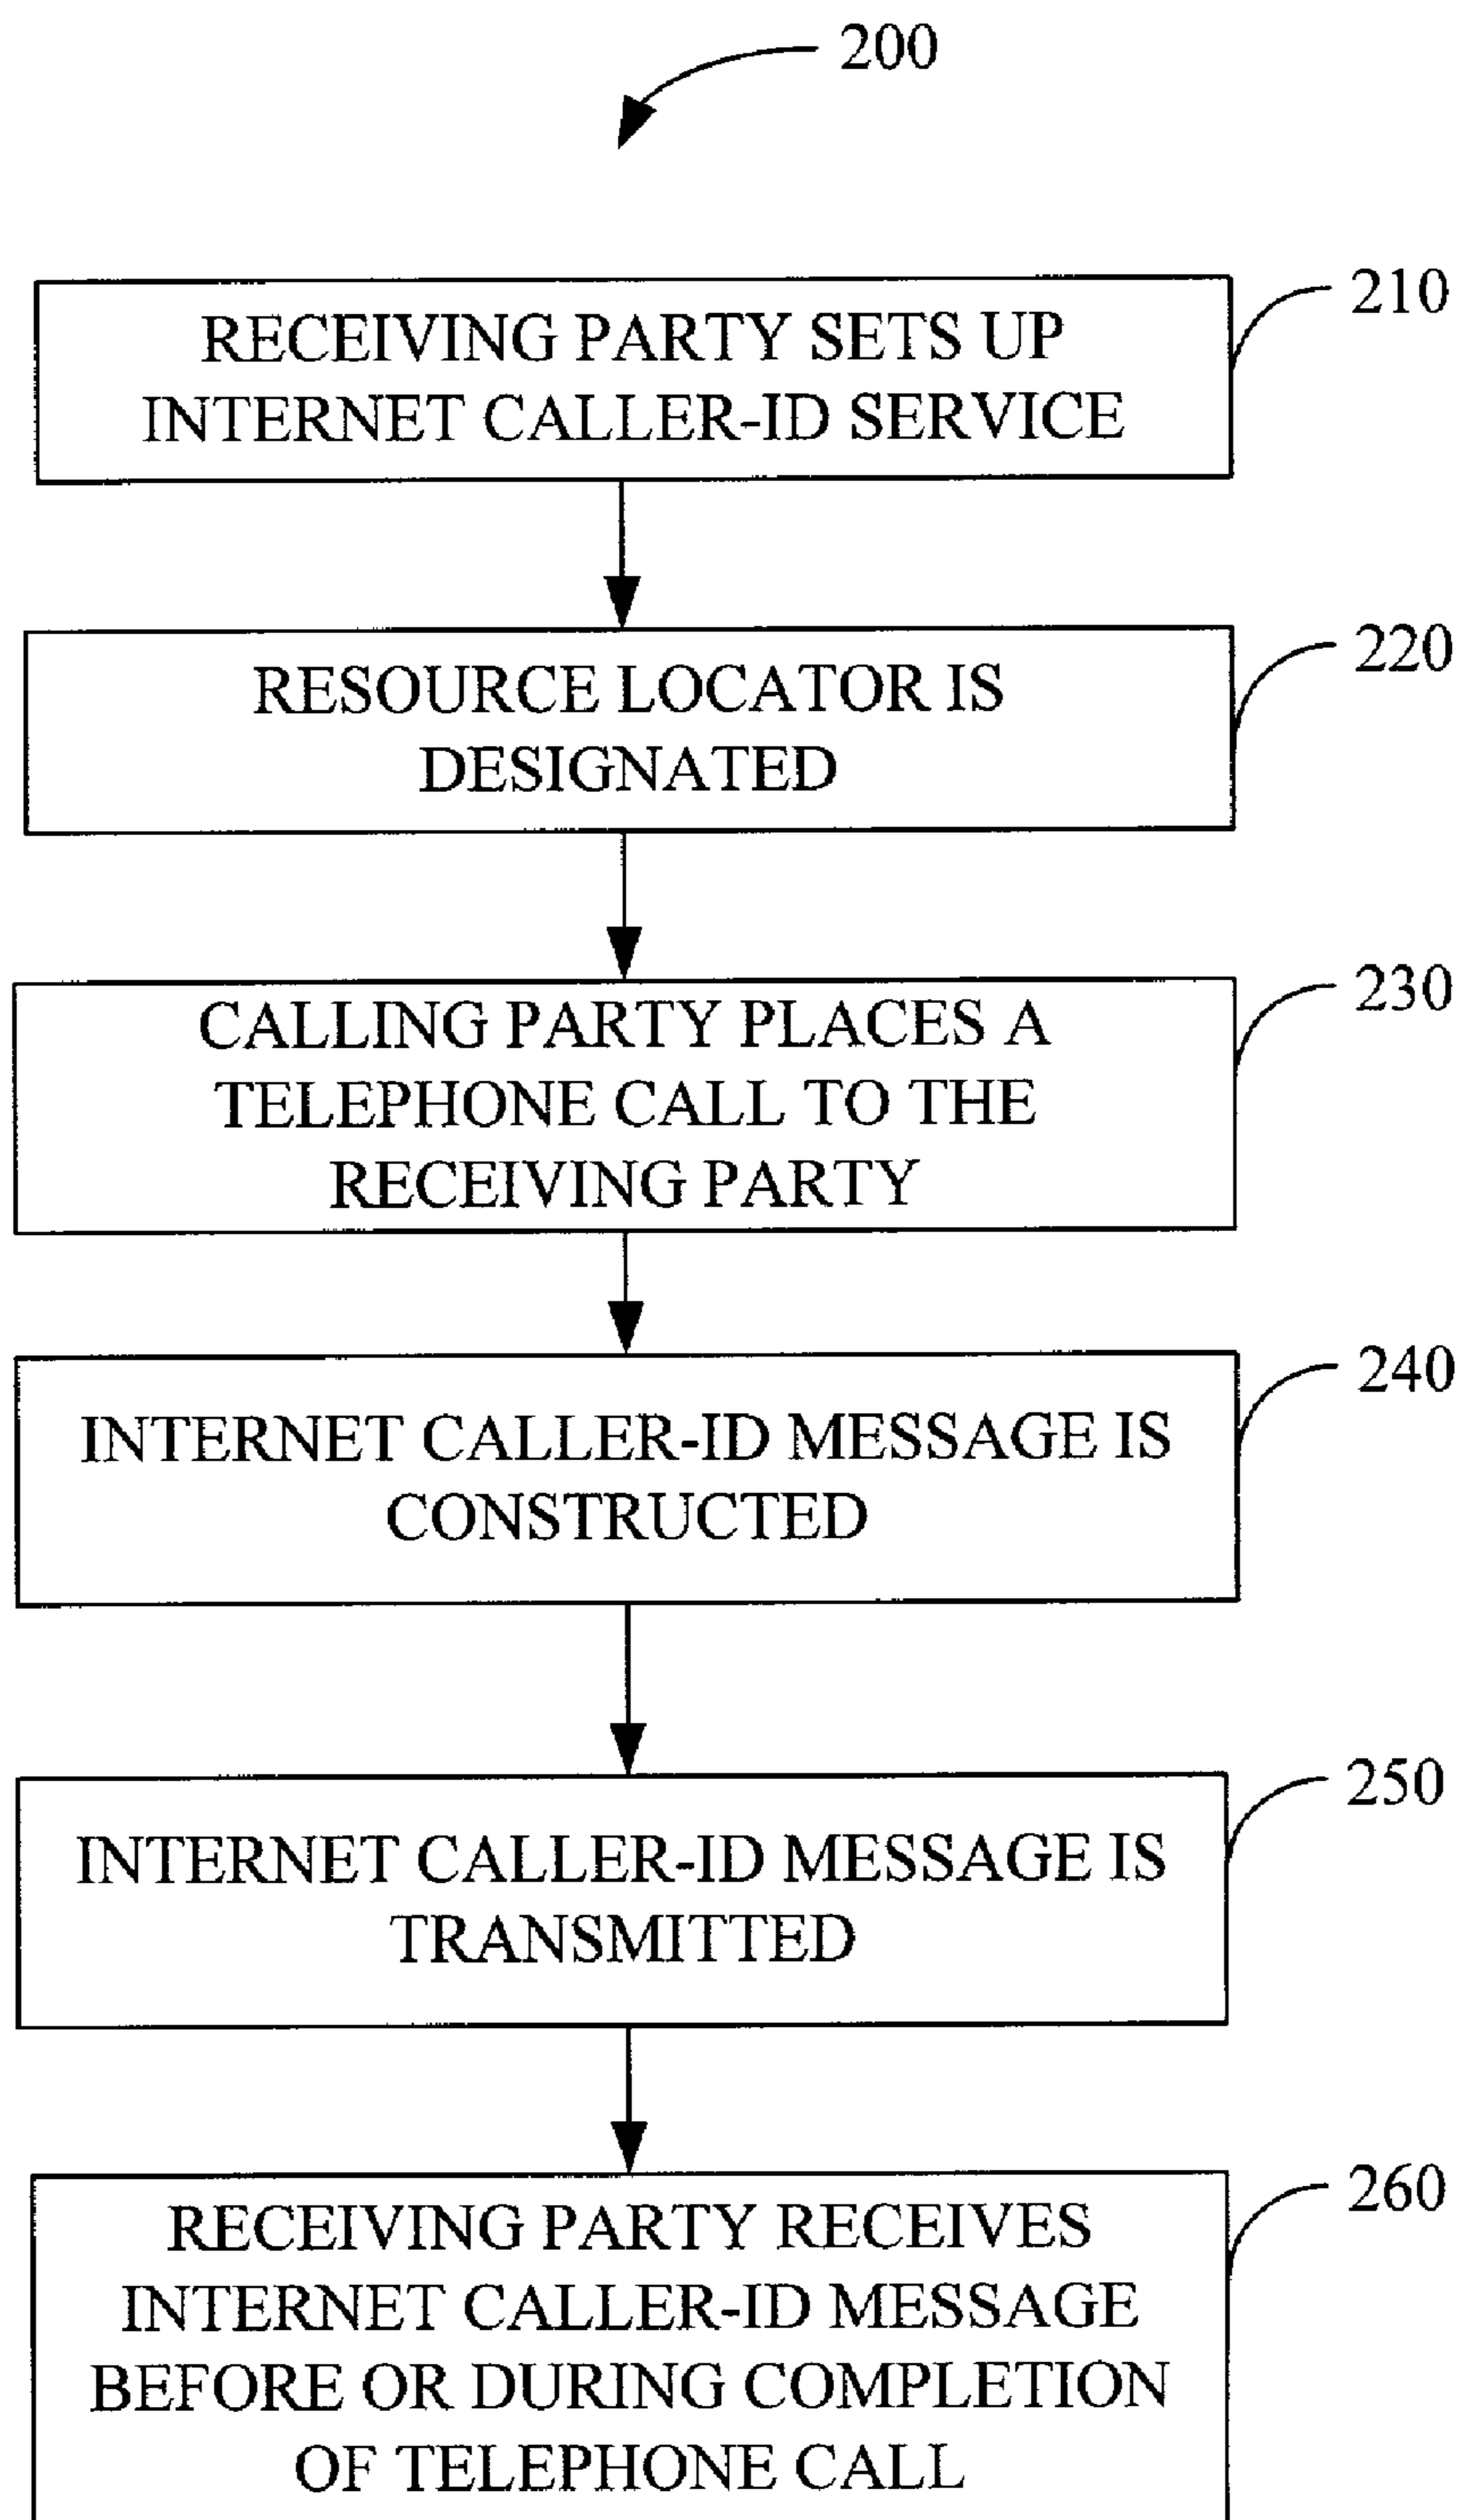 200
210
RECEIVING PARTY SETS UP
INTERNET CALLER-ID SERVICE
220
RESOURCE LOCATOR IS
DESIGNATED
230
CALLING PARTY PLACES A
TELEPHONE CALL TO THE
RECEIVING PARTY
240
INTERNET CALLER-ID MESSAGE IS
CONSTRUCTED
250
INTERNET CALLER-ID MESSAGE IS
TRANSMITTED
260
RECEIVING PARTY RECEIVES
INTERNET CALLER-ID MESSAGE
BEFORE OR DURING COMPLETION
OF TELEPHONE CALL